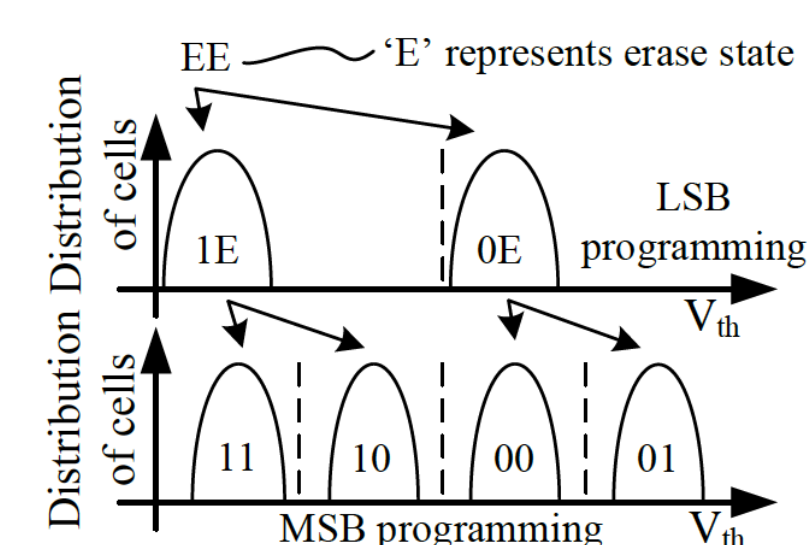 EE
‘E’ represents erase state
Distribution
of cells
1E
0E
LSB
programming
Vth
Distribution
of cells
11
10
00
01
MSB programming
Vth